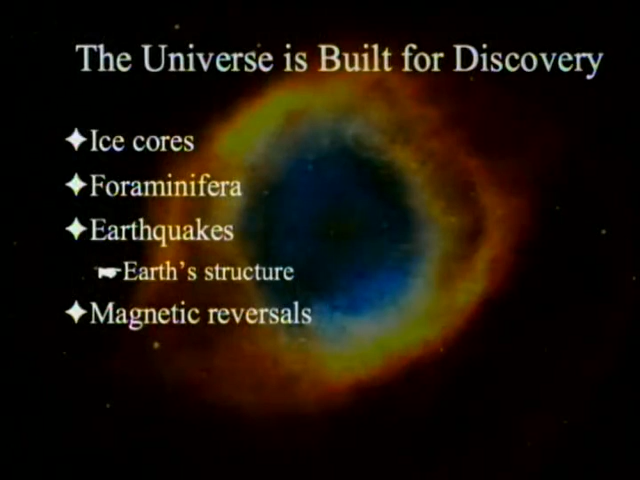 The Universe is Built for Discovery
Ice cores
Foraminifera
Earthquakes
Earth's structure
Magnetic reversals